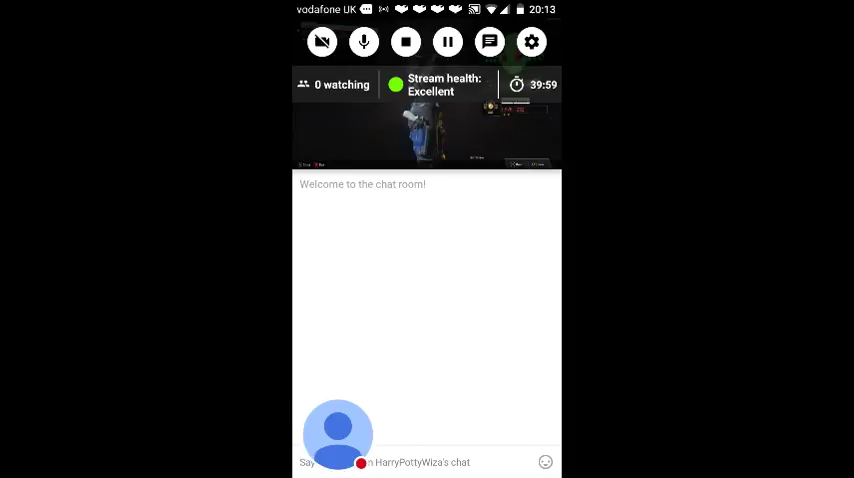 vodafone UK
20:13
0 watching
Stream health:
Excellent
39:59
Welcome to the chat room!
Say
n HarryPottyWiza's chat